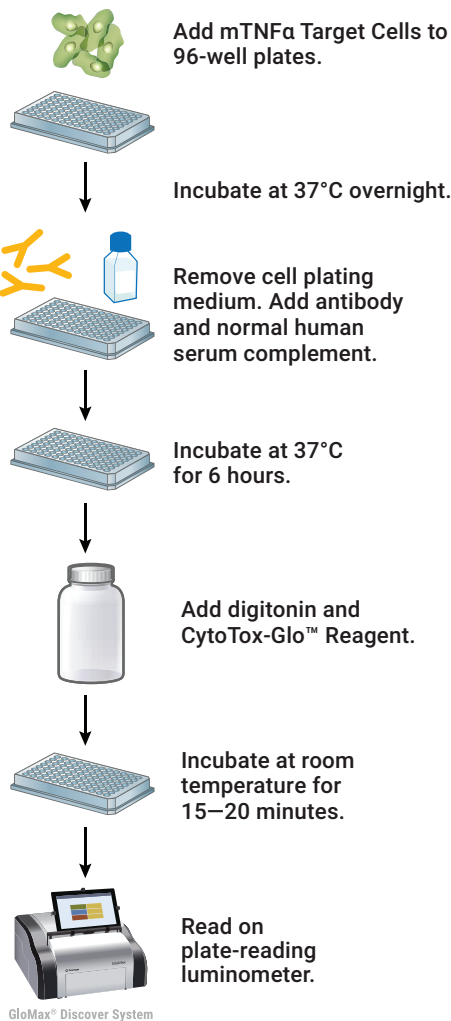 Add mTNFα Target Cells to
96-well plates.
Incubate at 37°C overnight.
Remove cell plating
medium. Add antibody
and normal human
serum complement.
Incubate at 37°C
for 6 hours.
Add digitonin and
CytoTox-Glo™ Reagent.
Incubate at room
temperature for
15—20 minutes.
Read on
plate-reading
luminometer.
GloMax® Discover System